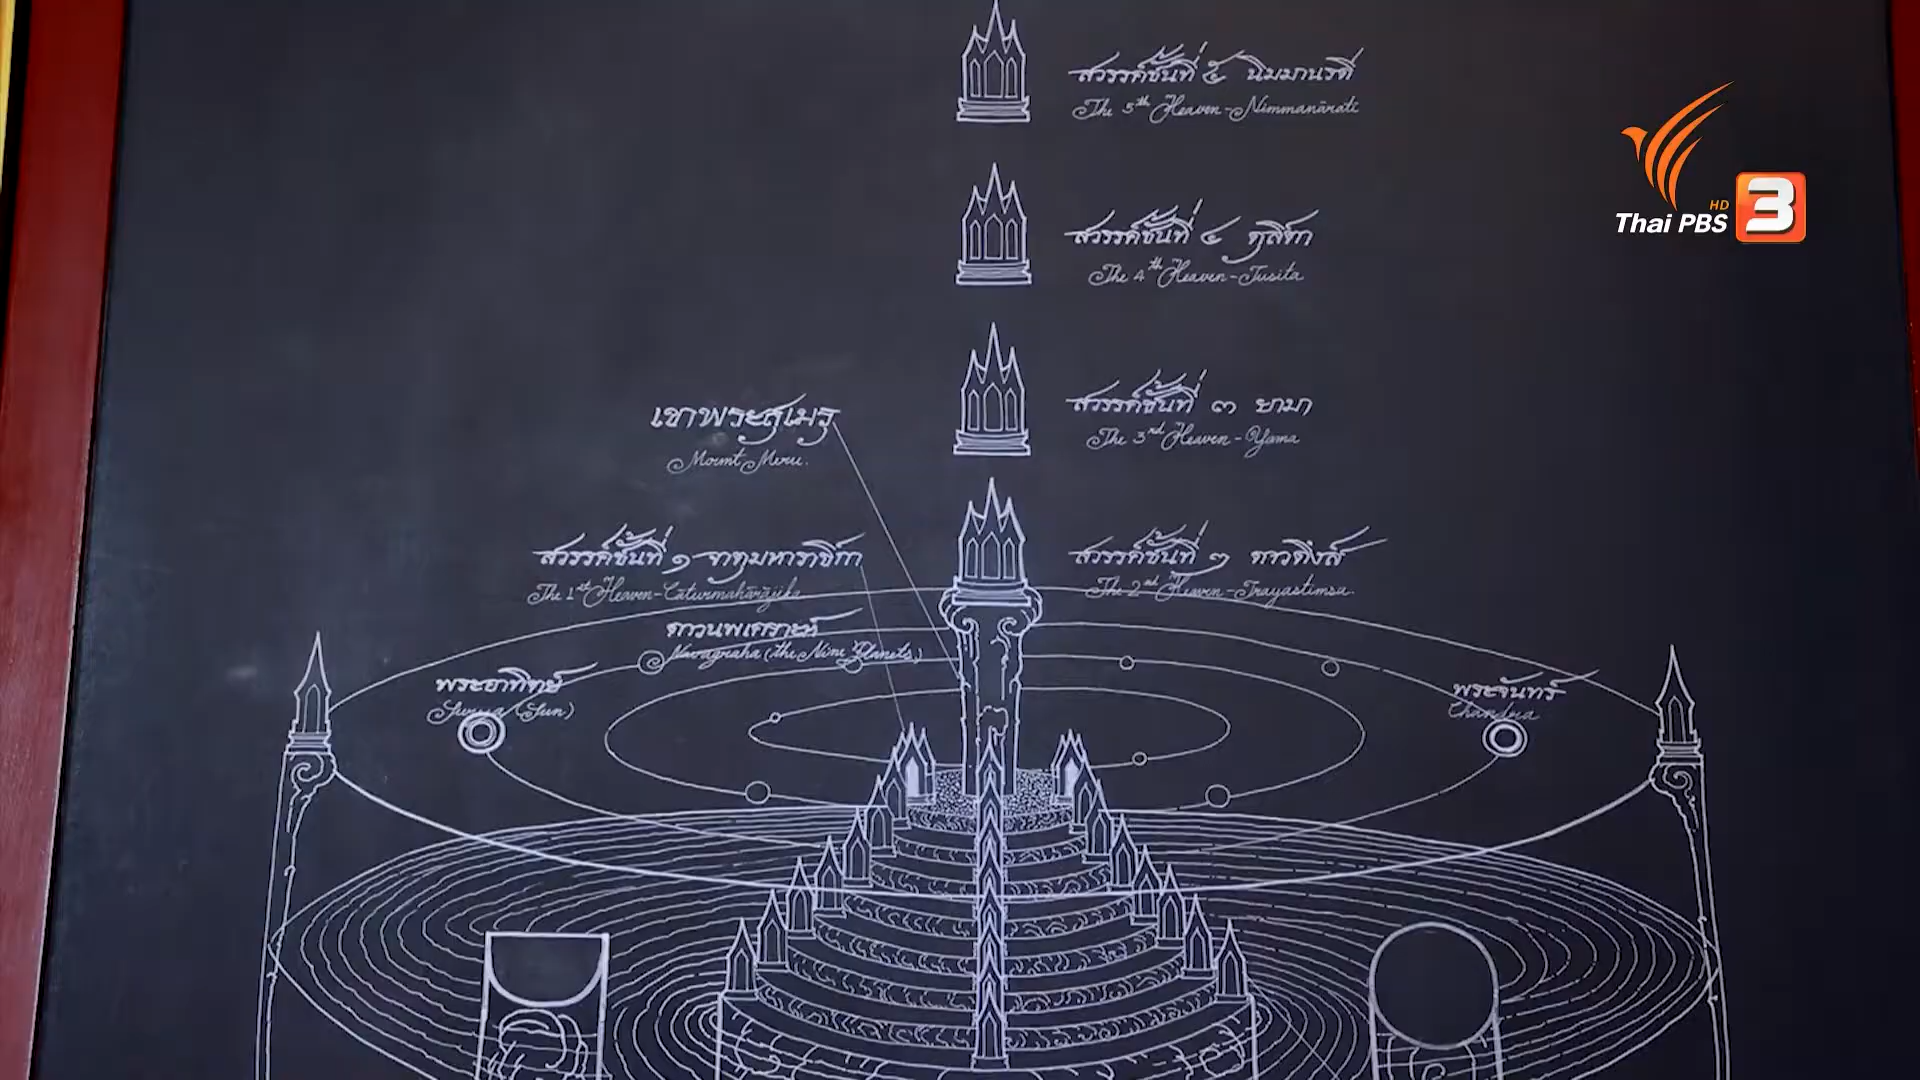 สวรรค์ชั้นที่ ๕ นิมมานรดี
The 5th Heaven-Nimmanārati
HD
Thai PBS 3
สวรรค์ชั้นที่ ๔ ดุสิตา
The 4th Heaven-Tusita
สวรรค์ชั้นที่ ๓ ยามา
The 3rd Heaven-Yama
เขาพระสุเมรุ
Mount Meru.
สวรรค์ชั้นที่ ๑ จาตุมหาราชิกา
The 1st Heaven-Cāturmahārājika
สวรรค์ชั้นที่ ๒ ดาวดึงส์
The 2nd Heaven-Trayastimsa.
ดาวนพเคราะห์
Navagraha (the Nine Planets)
พระอาทิตย์
Surya (Sun)
พระจันทร์
Chandra